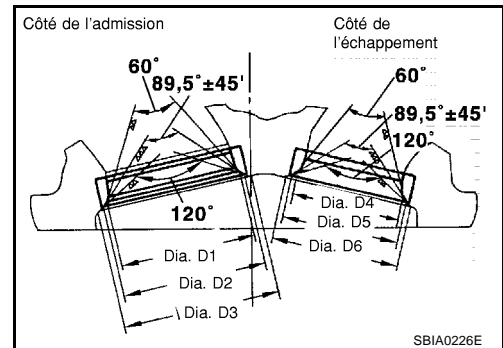 Côté de l'admission
Côté de
l'échappement
60°
89,5°±45'
120°
60°
89,5°±45'
120°
Dia. D1
Dia. D2
Dia. D3
Dia. D4
Dia. D5
Dia. D6
SBIA0226E